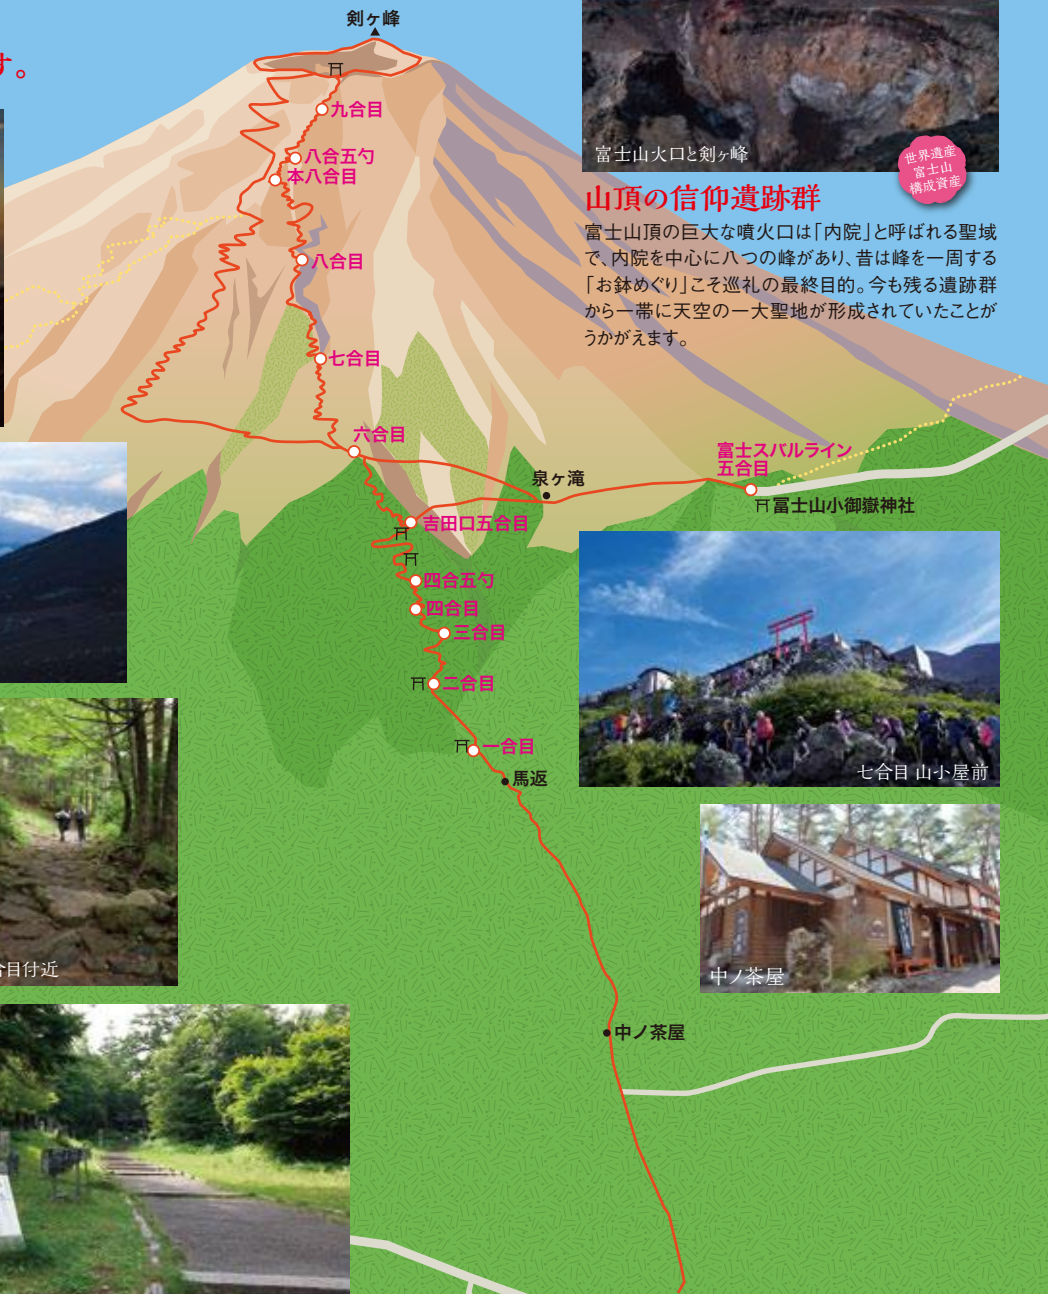 す。
剣ヶ峰
九合目
八合五勺
本八合目
八合目
七合目
六合目
泉ヶ滝
富士スバルライン
五合目
富士山小御嶽神社
吉田口五合目
四合五勺
四合目
三合目
二合目
一合目
馬返
中ノ茶屋
富士山火口と剣ヶ峰
世界遺産
富士山
構成資産
山頂の信仰遺跡群
富士山頂の巨大な噴火口は「内院」と呼ばれる聖域
で、内院を中心に八つの峰があり、昔は峰を一周する
「お鉢めぐり」こそ巡礼の最終目的。今も残る遺跡群
から一帯に天空の一大聖地が形成されていたことが
うかがえます。
七合目 山小屋前
中ノ茶屋
合目付近